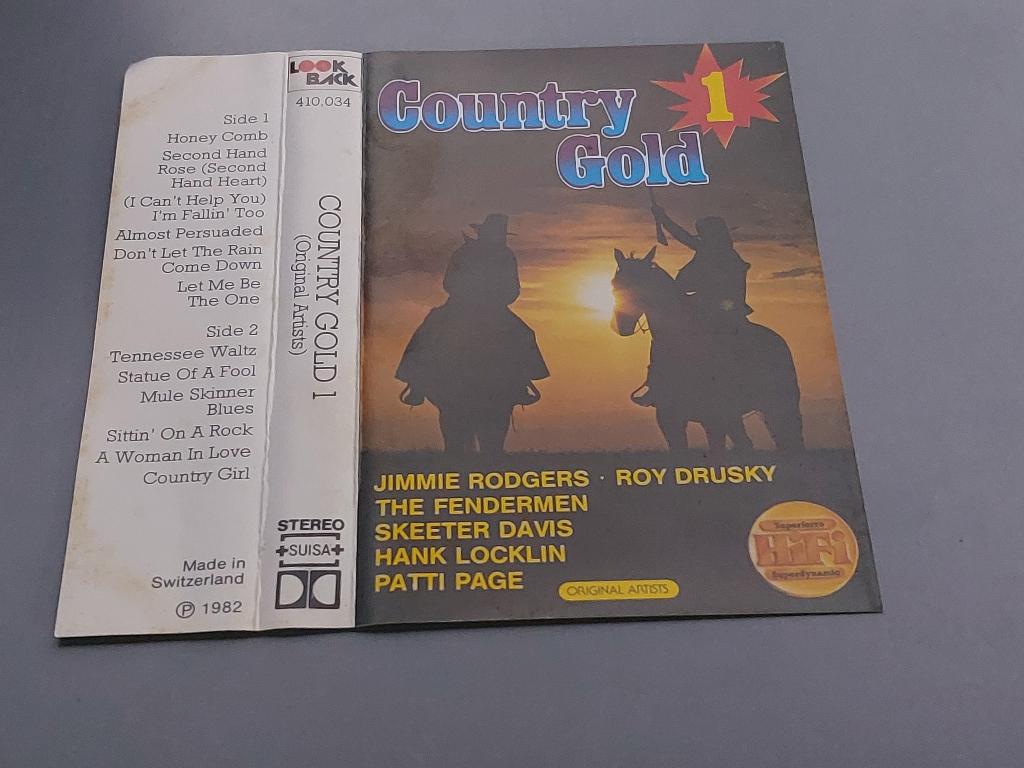 Side 1
Honey Comb
Second Hand
Rose (Second
Hand Heart)
(I Can't Help You)
I'm Fallin' Too
Almost Persuaded
Don't Let The Rain
Come Down
Let Me Be
The One
Side 2
Tennessee Waltz
Statue Of A Fool
Mule Skinner
Blues
Sittin' On A Rock
A Woman In Love
Country Girl
Made in
Switzerland
℗ 1982
LOOK
BACK
410,034
COUNTRY GOLD 1
(Original Artists)
STEREO
SUISA
Country
Gold
1
JIMMIE RODGERS · ROY DRUSKY
THE FENDERMEN
SKEETER DAVIS
HANK LOCKLIN
PATTI PAGE
ORIGINAL ARTISTS
Superferro
HiFi
Superdynamic